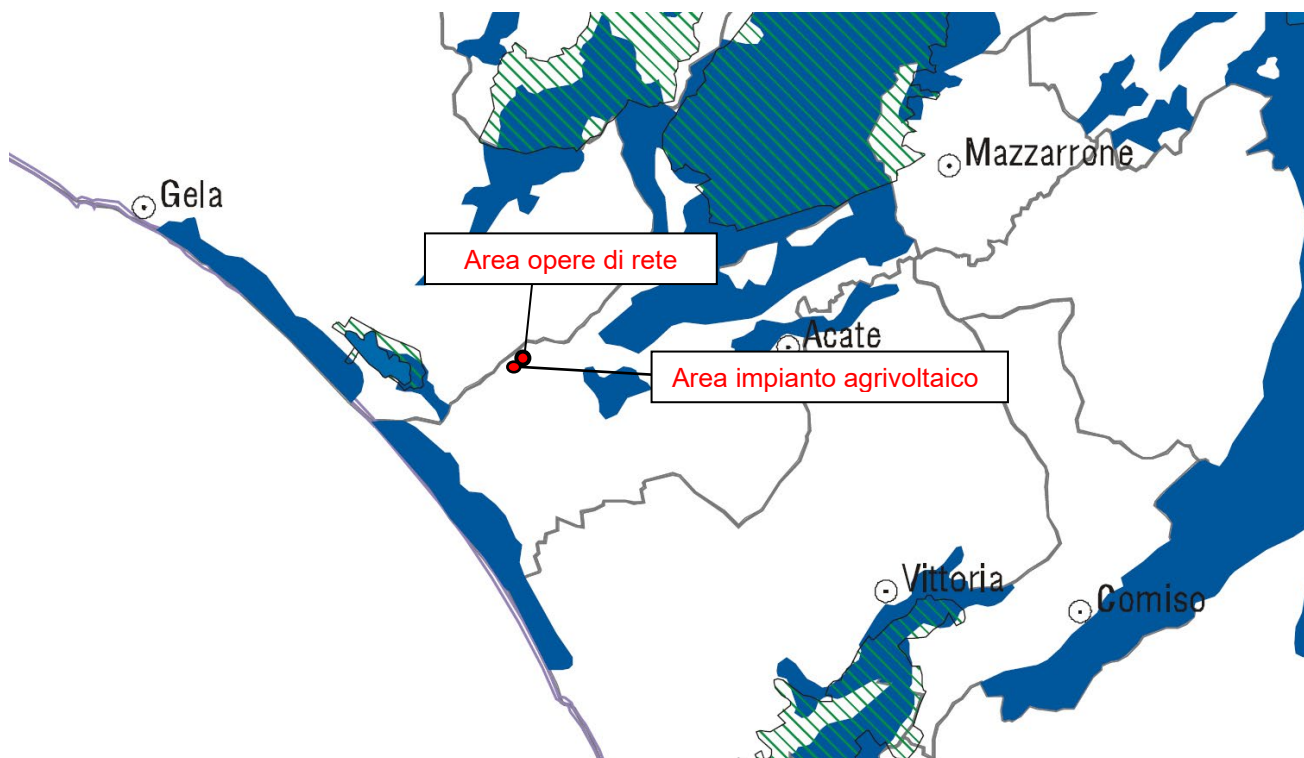 Mazzarrone
Gela
Area opere di rete
Acate
Area impianto agrivoltaico
Vittoria
Comiso